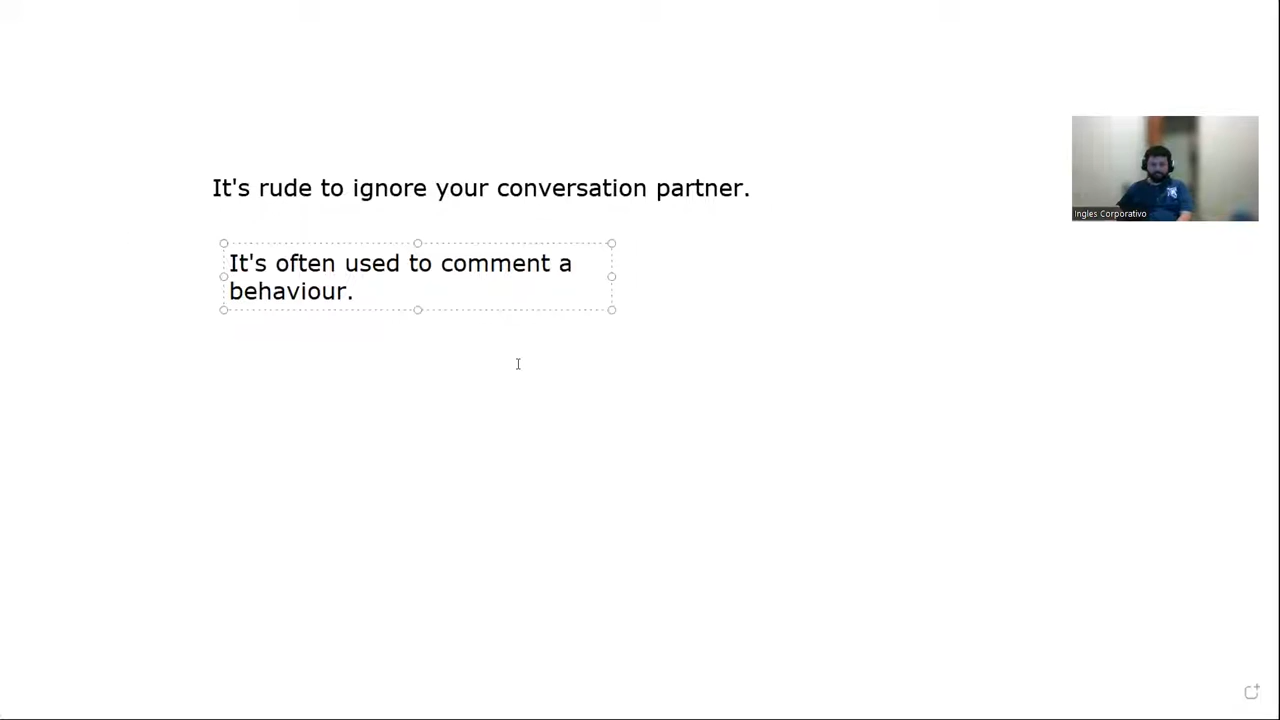 It's rude to ignore your conversation partner.
It's often used to comment a
behaviour.
Ingles Corporativo